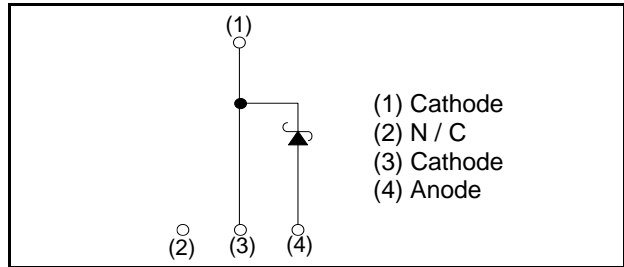 (1)
(1) Cathode
(2) N / C
(3) Cathode
(4) Anode
(2) (3) (4)